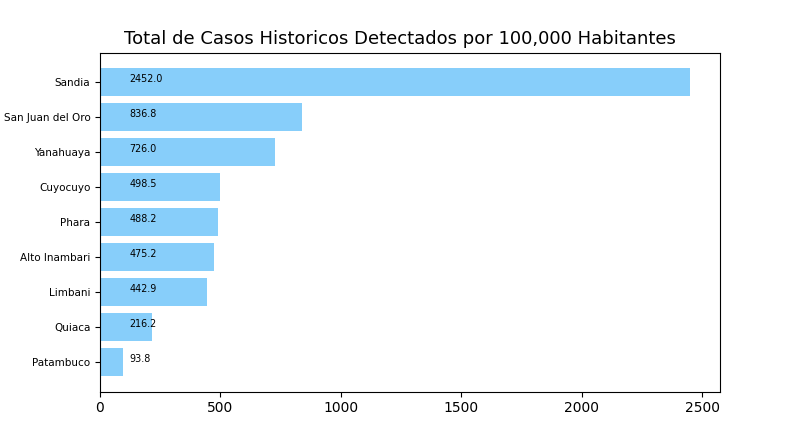 Total de Casos Historicos Detectados por 100,000 Habitantes
Sandia 2452.0
San Juan del Oro 836.8
Yanahuaya 726.0
Cuyocuyo 498.5
Phara 488.2
Alto Inambari 475.2
Limbani 442.9
Quiaca 216.2
Patambuco 93.8
0 500 1000 1500 2000 2500